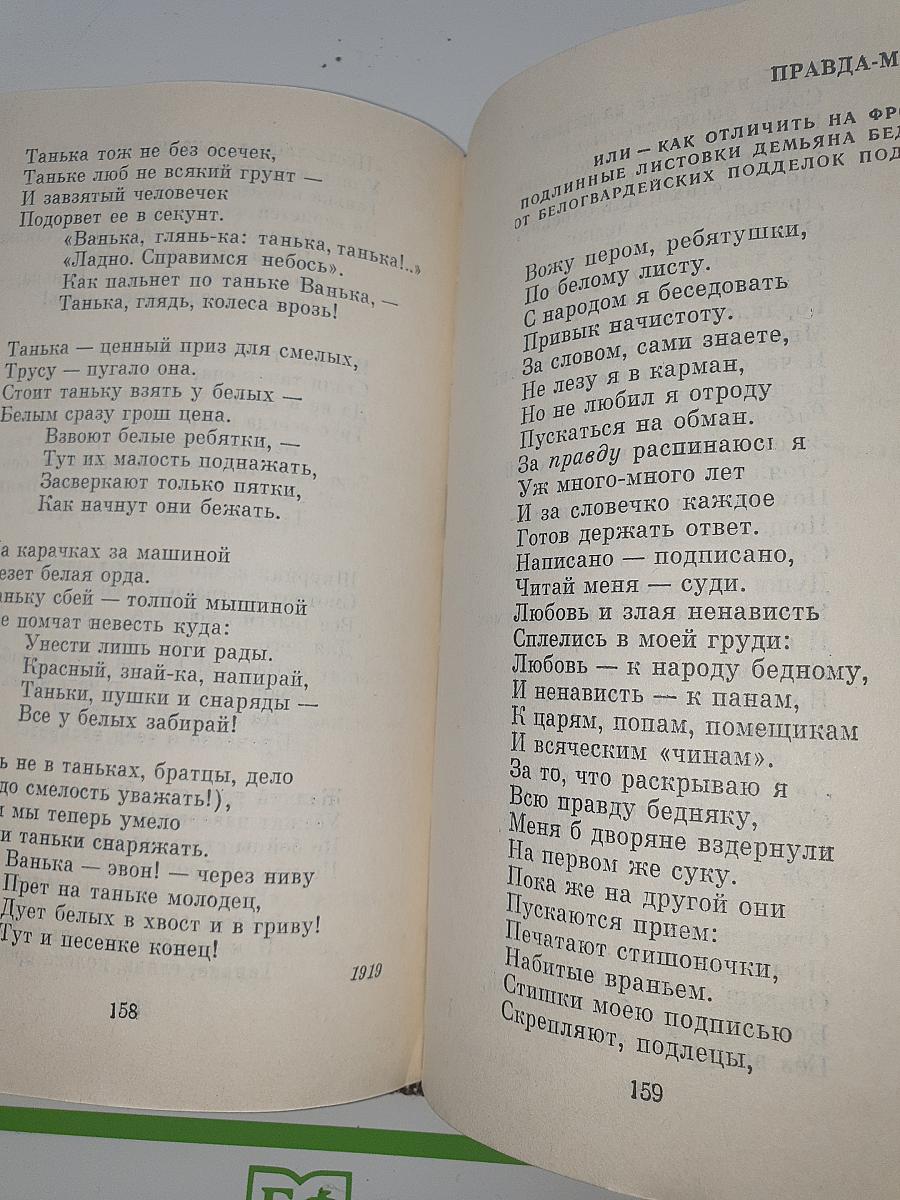 Танька тож не без осечек,
Таньке люб не всякий грунт —
И завзятый человечек
Подорвет ее в секунт.
«Ванька, глянь-ка: танька, танька!..»
«Ладно. Справимся небось».
Как пальнет по таньке Ванька, —
Танька, глядь, колеса врозь!
Танька — ценный приз для смелых,
Трусу — пугало она.
Стоит таньку взять у белых —
Белым сразу грош цена.
Взвоют белые ребятки, —
Тут их малость поднажать,
Засверкают только пятки,
Как начнут они бежать.
а карачках за машиной
езет белая орда.
аньку сбей — толпой мышиной
е помчат невесть куда:
Унести лишь ноги рады.
Красный, знай-ка, напирай,
Таньки, пушки и снаряды —
Все у белых забирай!
ь не в таньках, братцы, дело
до смелость уважать!),
мы теперь умело
и таньки снаряжать.
Ванька — эвон! — через ниву
Прет на таньке молодец,
Дует белых в хвост и в гриву!
Тут и песенке конец!
1919
158
ПРАВДА-М
ИЛИ — КАК ОТЛИЧИТЬ НА ФРО
ПОДЛИННЫЕ ЛИСТОВКИ ДЕМЬЯНА БЕД
ОТ БЕЛОГВАРДЕЙСКИХ ПОДДЕЛОК ПОД
Вожу пером, ребятушки,
По белому листу.
С народом я беседовать
Привык начистоту.
За словом, сами знаете,
Не лезу я в карман,
Но не любил я отроду
Пускаться на обман.
За правду распинаюсь я
Уж много-много лет
И за словечко каждое
Готов держать ответ.
Написано — подписано,
Читай меня — суди.
Любовь и злая ненависть
Сплелись в моей груди:
Любовь — к народу бедному,
И ненависть — к панам,
К царям, попам, помещикам
И всяческим «чинам».
За то, что раскрываю я
Всю правду бедняку,
Меня б дворяне вздернули
На первом же суку.
Пока же на другой они
Пускаются прием:
Печатают стишоночки,
Набитые враньем.
Стишки моею подписью
Скрепляют, подлецы,
159